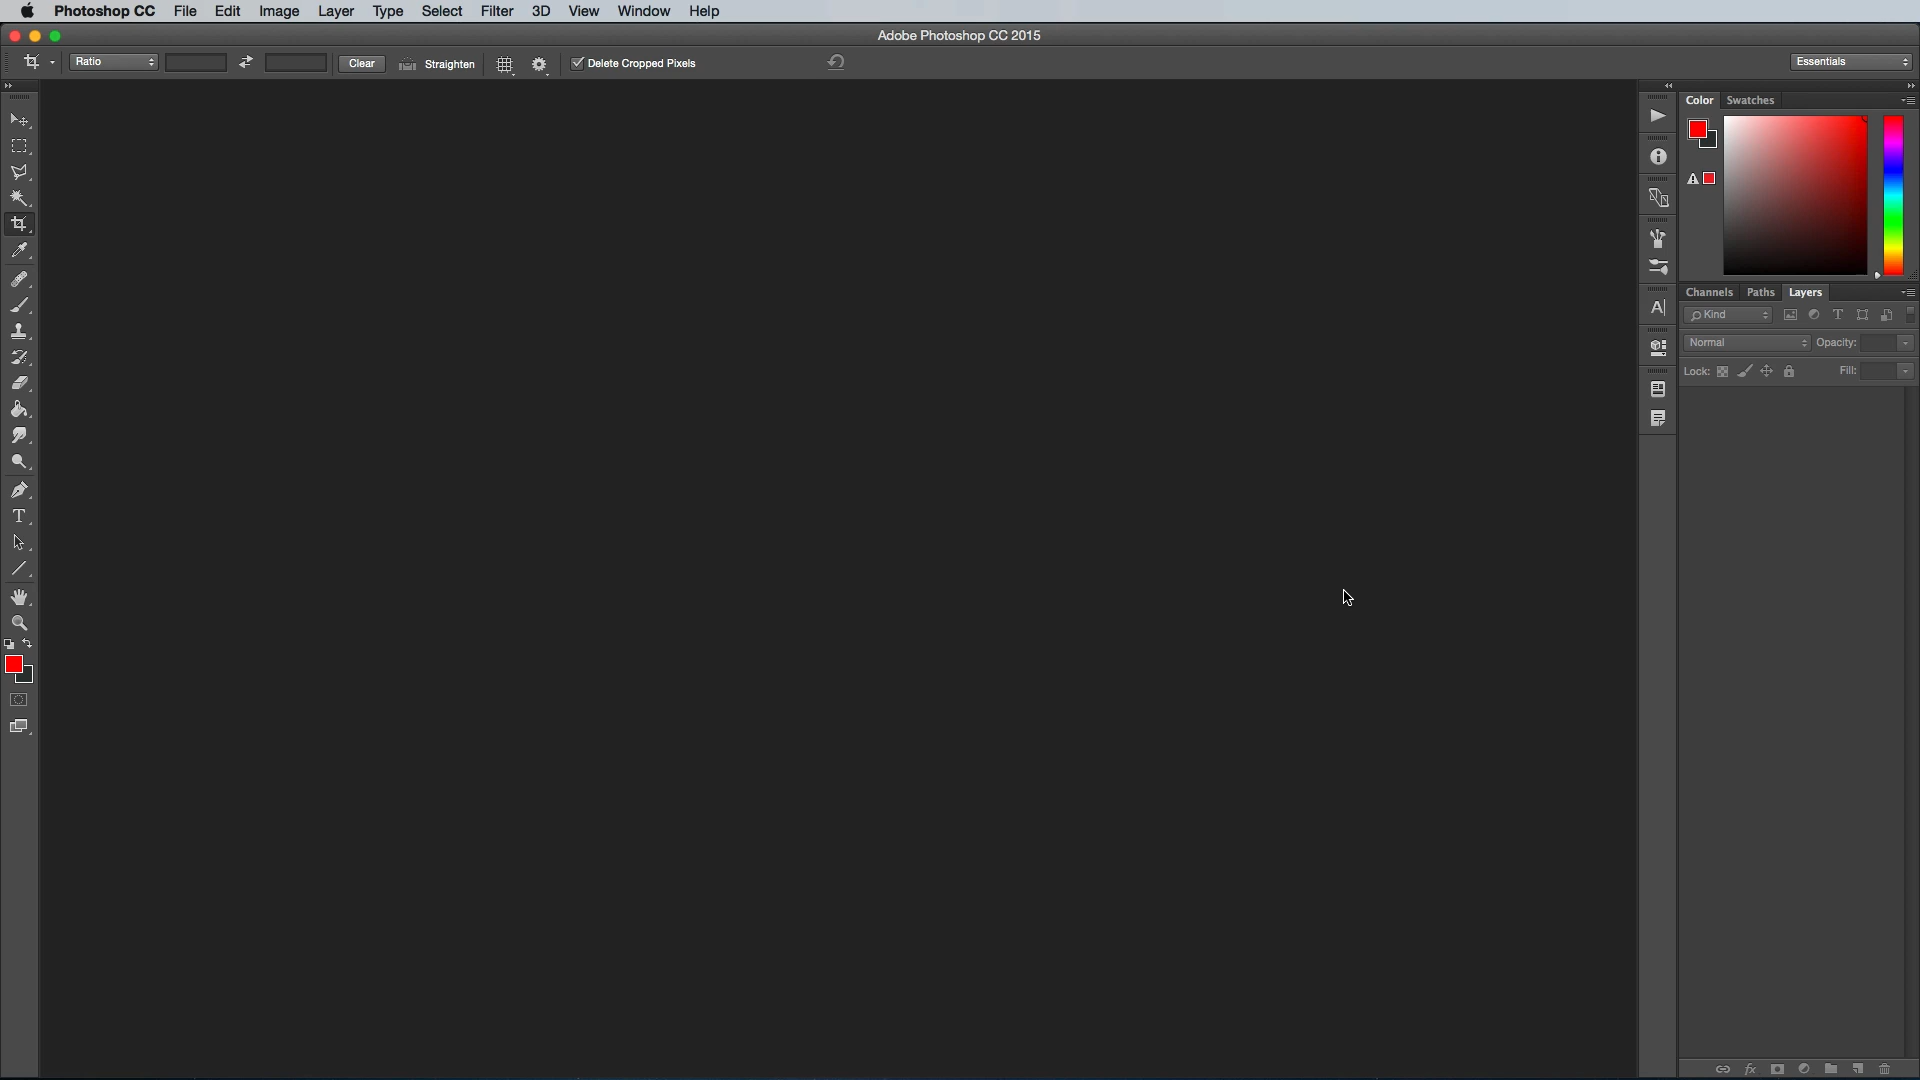 Photoshop CC File Edit Image Layer Type Select Filter 3D View Window Help
Adobe Photoshop CC 2015
Ratio Clear Straighten Delete Cropped Pixels Essentials
Color Swatches
Channels Paths Layers
Kind
Normal Opacity:
Lock: Fill: